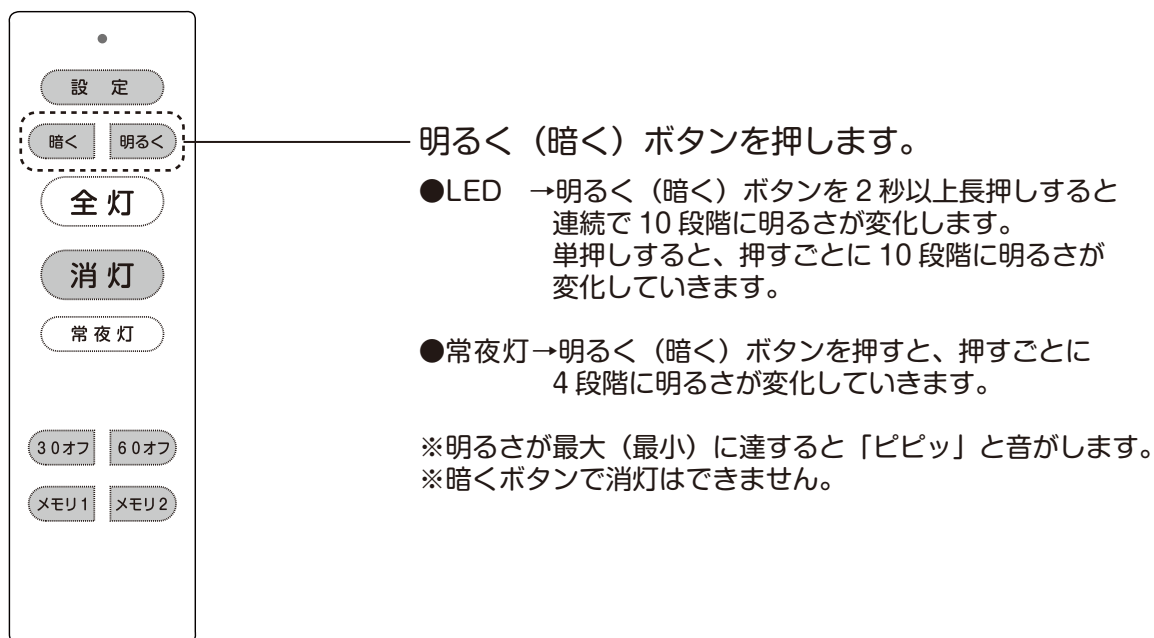 設 定
暗く 明るく
全 灯
消 灯
常 夜 灯
30オフ 60オフ
メモリ1 メモリ2
明るく（暗く）ボタンを押します。
●LED　→明るく（暗く）ボタンを 2 秒以上長押しすると
連続で 10 段階に明るさが変化します。
単押しすると、押すごとに 10 段階に明るさが
変化していきます。
●常夜灯→明るく（暗く）ボタンを押すと、押すごとに
4 段階に明るさが変化していきます。
※明るさが最大（最小）に達すると「ピピッ」と音がします。
※暗くボタンで消灯はできません。